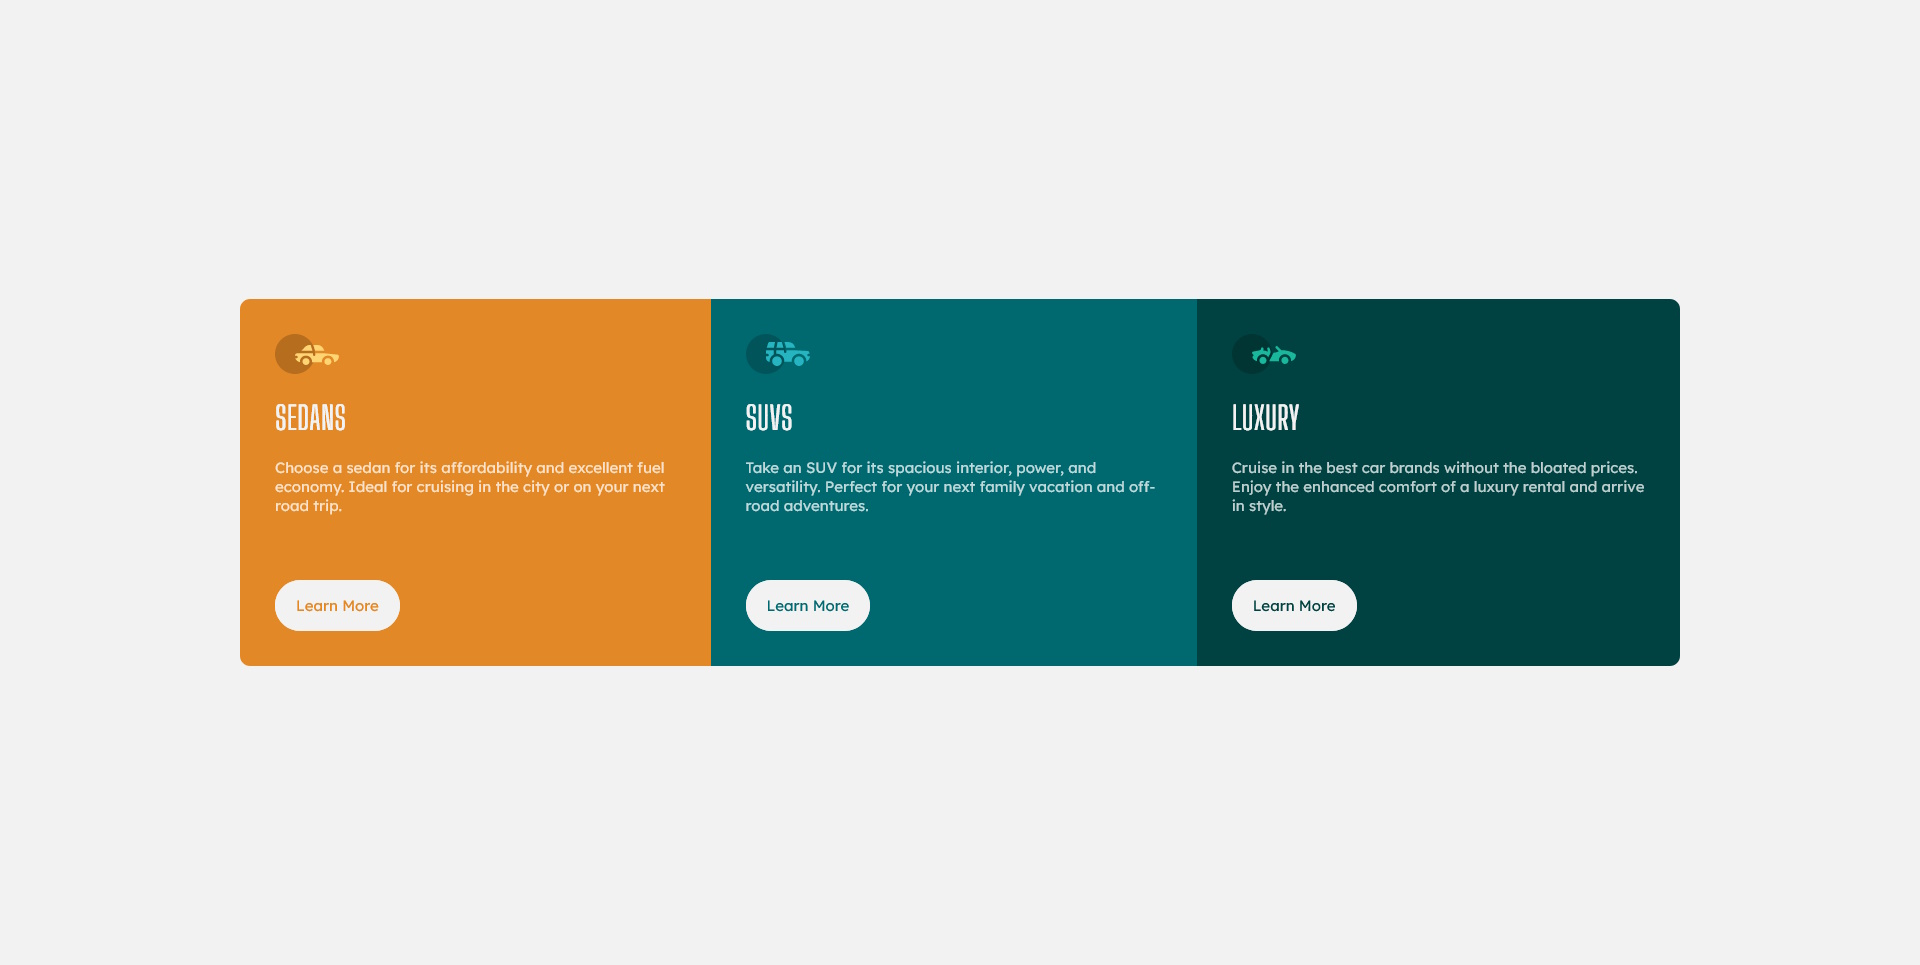 SEDANS
Choose a sedan for its affordability and excellent fuel
economy. Ideal for cruising in the city or on your next
road trip.
Learn More
SUVS
Take an SUV for its spacious interior, power, and
versatility. Perfect for your next family vacation and off-
road adventures.
Learn More
LUXURY
Cruise in the best car brands without the bloated prices.
Enjoy the enhanced comfort of a luxury rental and arrive
in style.
Learn More